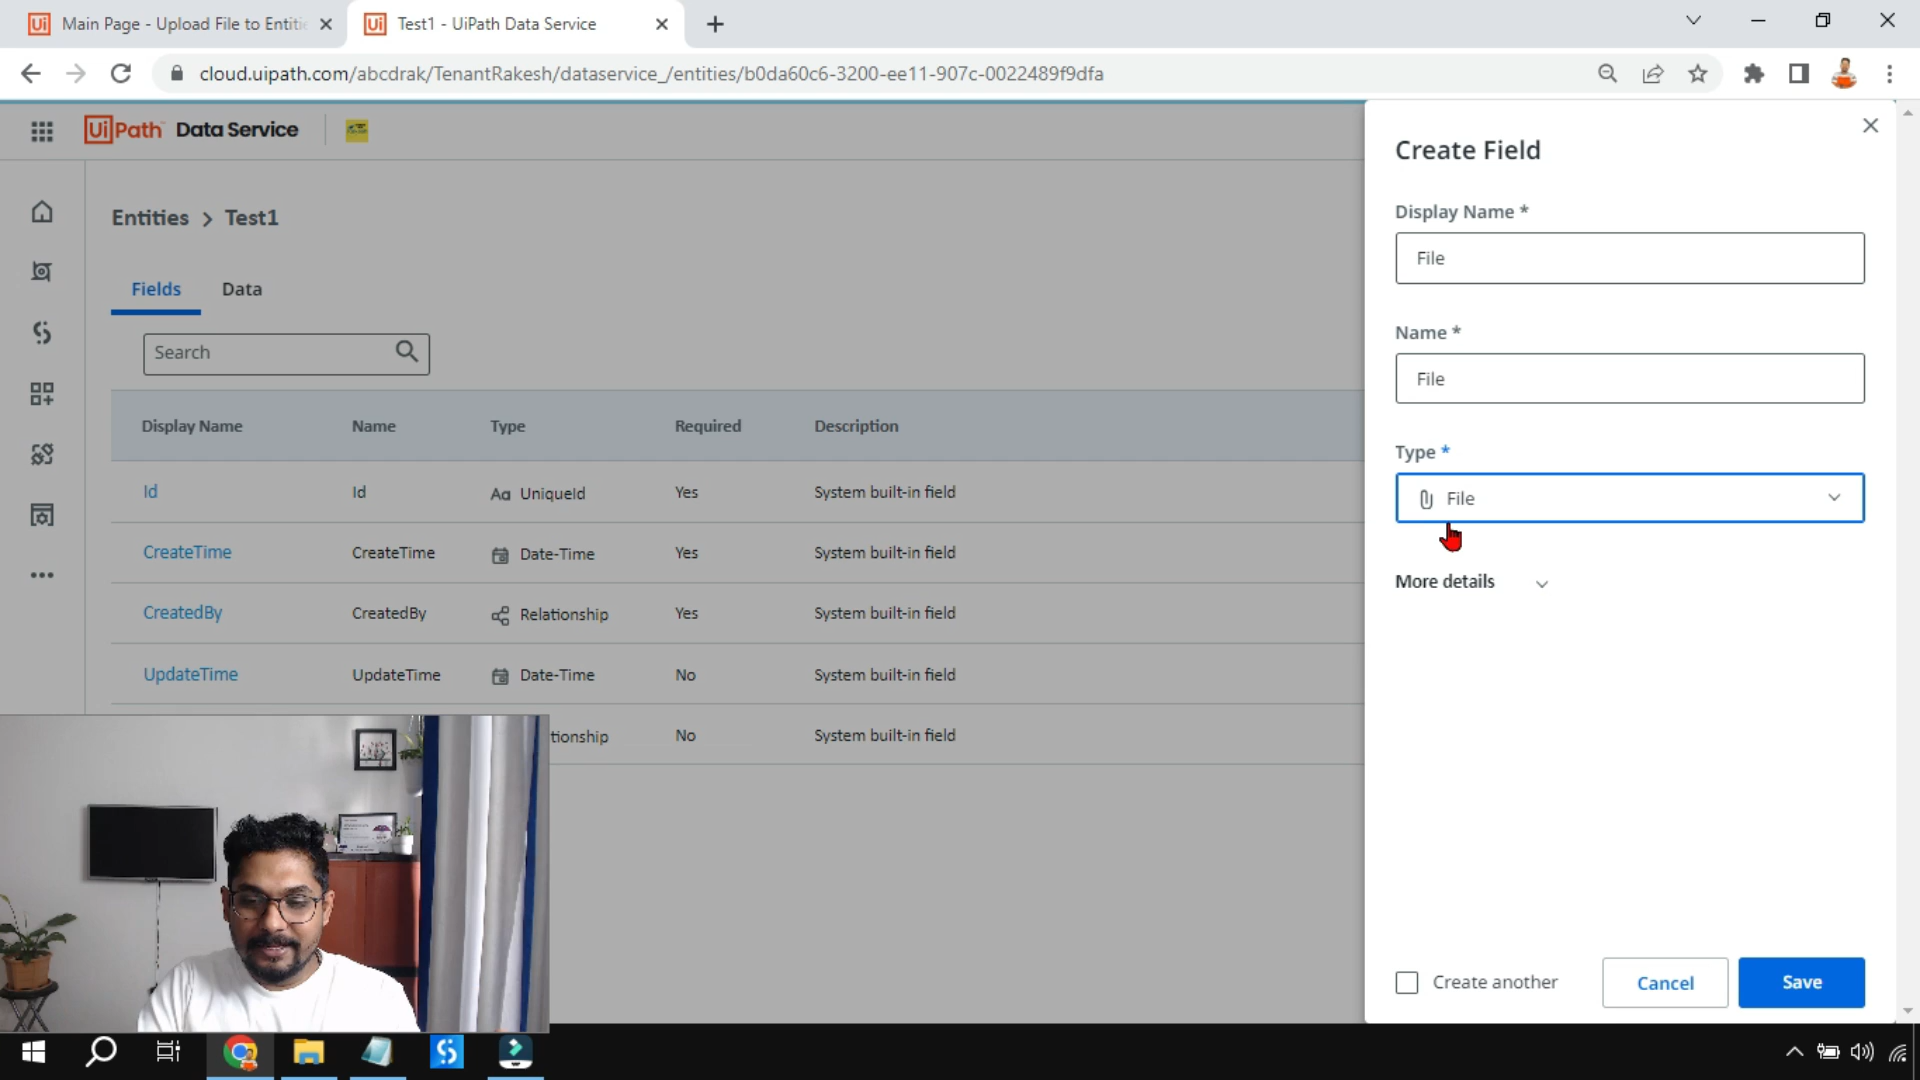 Main Page - Upload File to Entitie
Test1 - UiPath Data Service
cloud.uipath.com/abcdrak/TenantRakesh/dataservice_/entities/b0da60c6-3200-ee11-907c-0022489f9dfa
UiPath Data Service
Entities > Test1
Fields Data
Search
Display Name Name Type Required Description
Id Id UniqueId Yes System built-in field
CreateTime CreateTime Date-Time Yes System built-in field
CreatedBy CreatedBy Relationship Yes System built-in field
UpdateTime UpdateTime Date-Time No System built-in field
tionship No System built-in field
Create Field
Display Name *
File
Name *
File
Type *
File
More details
Create another
Cancel
Save